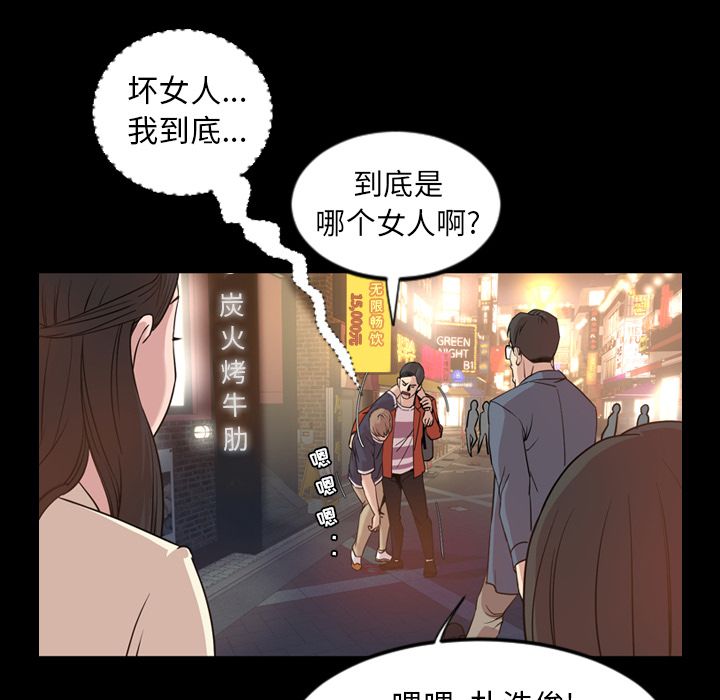 坏女人...
我到底...
到底是
哪个女人啊?
炭火烤牛肋
无限畅饮
15,000元
GREEN
NIGHT
B1
嗯
嗯
嗯
..
嘿嘿, 朴浩俊!